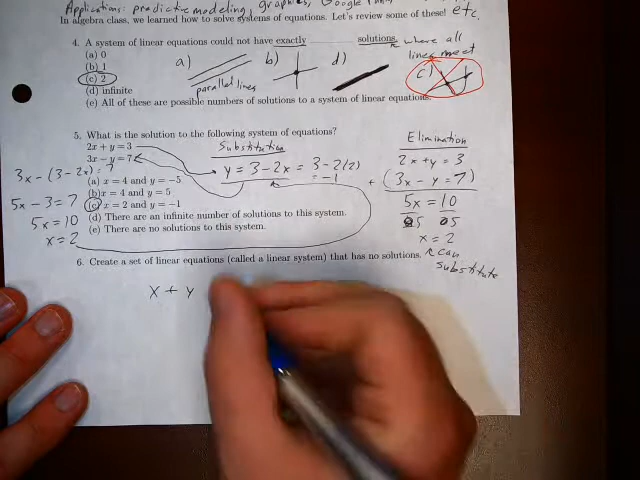 Applications: predictive modeling, graphics, Google
etc.
In algebra class, we learned how to solve systems of equations. Let's review some of these!
4. A system of linear equations could not have exactly ______ solutions. where all lines meet
(a) 0
(b) 1
(c) 2
(d) infinite
(e) All of these are possible numbers of solutions to a system of linear equations.
a)
parallel lines
b)
d)
c)
5. What is the solution to the following system of equations?
2x + y = 3
3x − y = 7
(a) x = 4 and y = −5
(b) x = 4 and y = 5
(c) x = 2 and y = −1
(d) There are an infinite number of solutions to this system.
(e) There are no solutions to this system.
3x - (3 - 2x) = 7
5x - 3 = 7
5x = 10
x = 2
Substitution
y = 3 - 2x = 3 - 2(2)
= -1
Elimination
2x + y = 3
+ (3x - y = 7)
5x = 10
5 5
x = 2
↖ can substitute
6. Create a set of linear equations (called a linear system) that has no solutions.
x + y